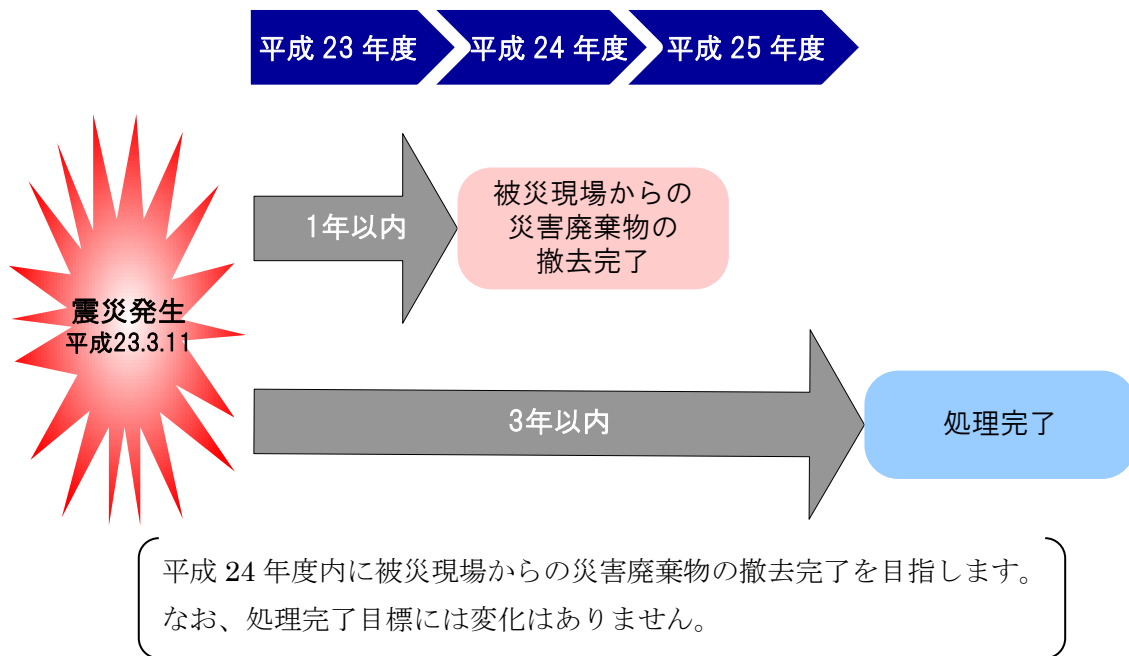 平成 23 年度
平成 24 年度
平成 25 年度
1年以内
被災現場からの
災害廃棄物の
撤去完了
震災発生
平成23.3.11
3年以内
処理完了
平成 24 年度内に被災現場からの災害廃棄物の撤去完了を目指します。
なお、処理完了目標には変化はありません。